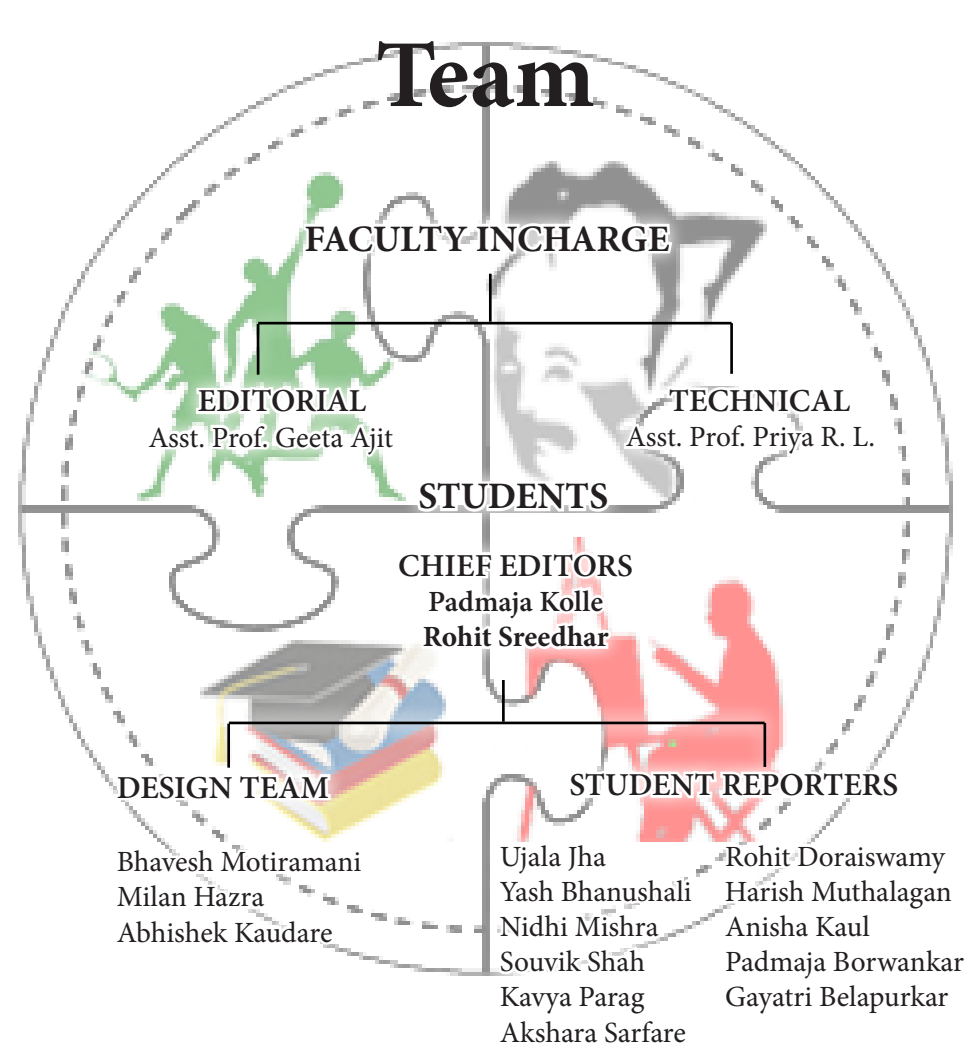 Team
FACULTY INCHARGE
EDITORIAL
Asst. Prof. Geeta Ajit
TECHNICAL
Asst. Prof. Priya R. L.
STUDENTS
CHIEF EDITORS
Padmaja Kolle
Rohit Sreedhar
DESIGN TEAM
Bhavesh Motiramani
Milan Hazra
Abhishek Kaudare
STUDENT REPORTERS
Ujala Jha
Yash Bhanushali
Nidhi Mishra
Souvik Shah
Kavya Parag
Akshara Sarfare
Rohit Doraiswamy
Harish Muthalagan
Anisha Kaul
Padmaja Borwankar
Gayatri Belapurkar